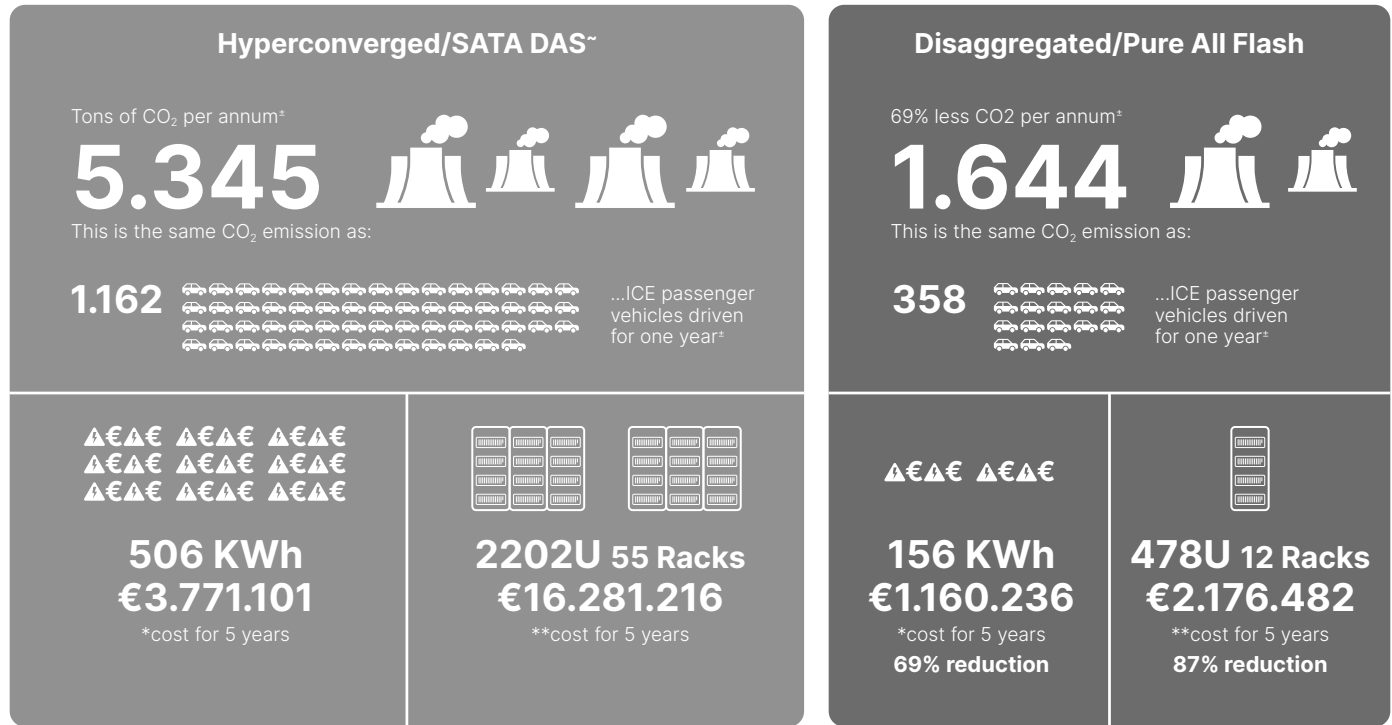 Hyperconverged/SATA DAS~
Tons of CO₂ per annum±
5.345
This is the same CO₂ emission as:
1.162
...ICE passenger
vehicles driven
for one year±
506 KWh
€3.771.101
*cost for 5 years
2202U 55 Racks
€16.281.216
**cost for 5 years
Disaggregated/Pure All Flash
69% less CO2 per annum±
1.644
This is the same CO₂ emission as:
358
...ICE passenger
vehicles driven
for one year±
156 KWh
€1.160.236
*cost for 5 years
69% reduction
478U 12 Racks
€2.176.482
**cost for 5 years
87% reduction